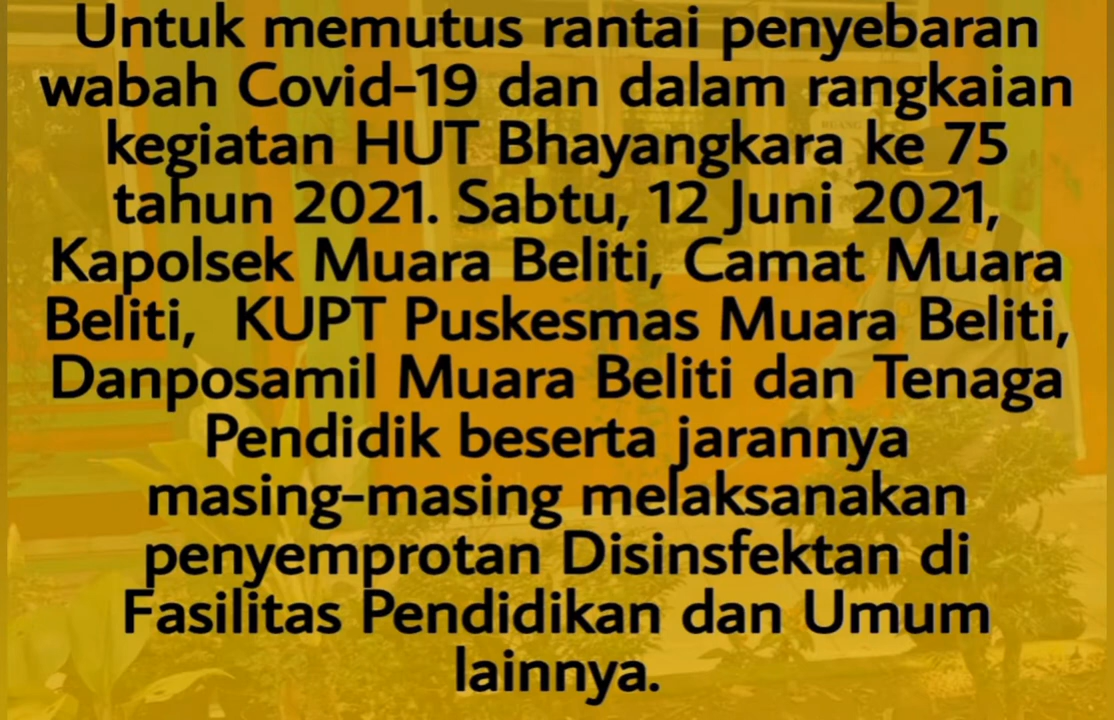 Untuk memutus rantai penyebaran
wabah Covid-19 dan dalam rangkaian
kegiatan HUT Bhayangkara ke 75
tahun 2021. Sabtu, 12 Juni 2021,
Kapolsek Muara Beliti, Camat Muara
Beliti, KUPT Puskesmas Muara Beliti,
Danposamil Muara Beliti dan Tenaga
Pendidik beserta jarannya
masing-masing melaksanakan
penyemprotan Disinsfektan di
Fasilitas Pendidikan dan Umum
lainnya.